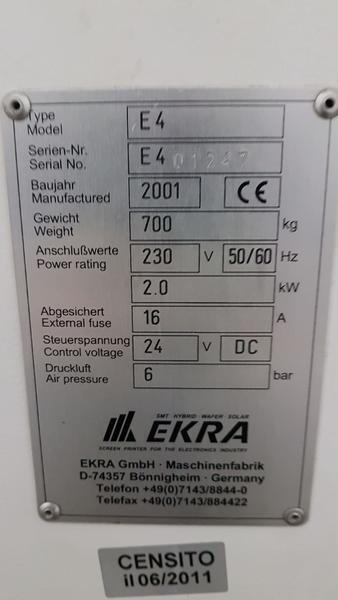 Type
Model E4
Serien-Nr.
Serial No. E4 01247
Baujahr
Manufactured 2001 CE
Gewicht
Weight 700 kg
Anschlußwerte
Power rating 230 V 50/60 Hz
2.0 kW
Abgesichert
External fuse 16 A
Steuerspannung
Control voltage 24 V DC
Druckluft
Air pressure 6 bar
SMT · HYBRID · WAFER · SOLAR
EKRA
SCREEN PRINTER FOR THE ELECTRONICS INDUSTRY
EKRA GmbH · Maschinenfabrik
D-74357 Bönnigheim · Germany
Telefon +49(0)7143/8844-0
Telefax +49(0)7143/884422
CENSITO
il 06/2011